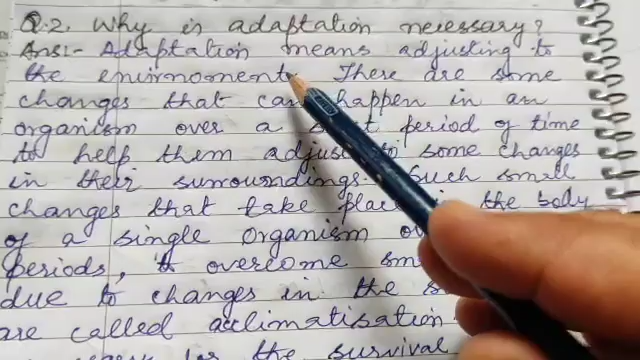 Q.2. Why is adaptation necessary?
Ans:- Adaptation means adjusting to
the environment. There are some
changes that can happen in an
organism over a period of time
to help them adjust to some changes
in their surroundings. Such small
changes that take place in the body
of a single organism
periods, to overcome
due to changes in the
are called acclimatisation
for the survival